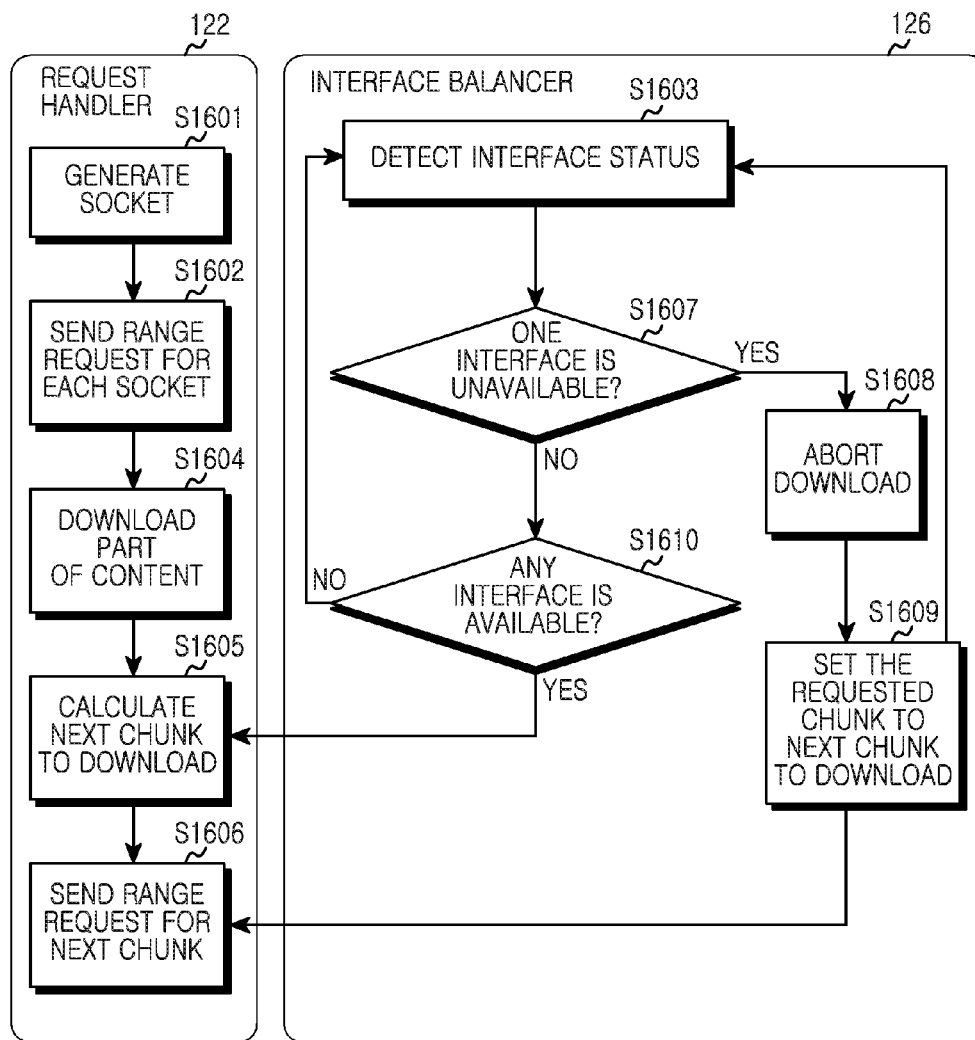 122
126
REQUEST
HANDLER
S1601
GENERATE
SOCKET
S1602
SEND RANGE
REQUEST FOR
EACH SOCKET
S1604
DOWNLOAD
PART
OF CONTENT
S1605
CALCULATE
NEXT CHUNK
TO DOWNLOAD
S1606
SEND RANGE
REQUEST FOR
NEXT CHUNK
INTERFACE BALANCER
S1603
DETECT INTERFACE STATUS
S1607
ONE
INTERFACE IS
UNAVAILABLE?
YES
NO
S1608
ABORT
DOWNLOAD
S1610
ANY
INTERFACE IS
AVAILABLE?
NO
YES
S1609
SET THE
REQUESTED
CHUNK TO
NEXT CHUNK
TO DOWNLOAD